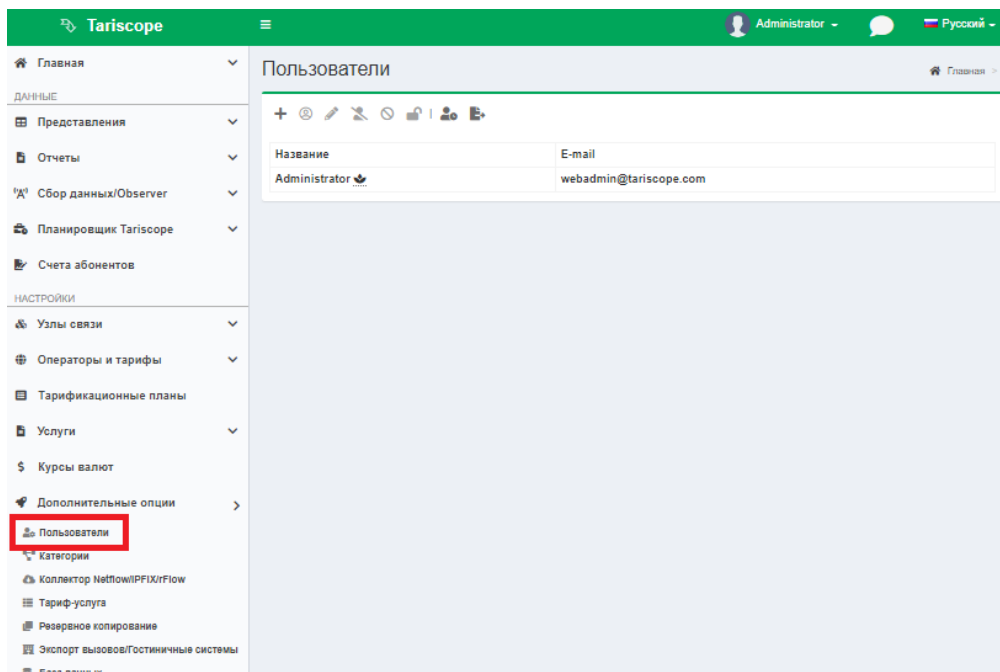 Tariscope
Administrator
Русский
Главная
Пользователи
Главная >
ДАННЫЕ
Представления
Отчеты
Сбор данных/Observer
Планировщик Tariscope
Счета абонентов
НАСТРОЙКИ
Узлы связи
Операторы и тарифы
Тарификационные планы
Услуги
Курсы валют
Дополнительные опции
Пользователи
Категории
Коллектор Netflow/IPFIX/rFlow
Тариф-услуга
Резервное копирование
Экспорт вызовов/Гостиничные системы
База данных
Название E-mail
Administrator webadmin@tariscope.com